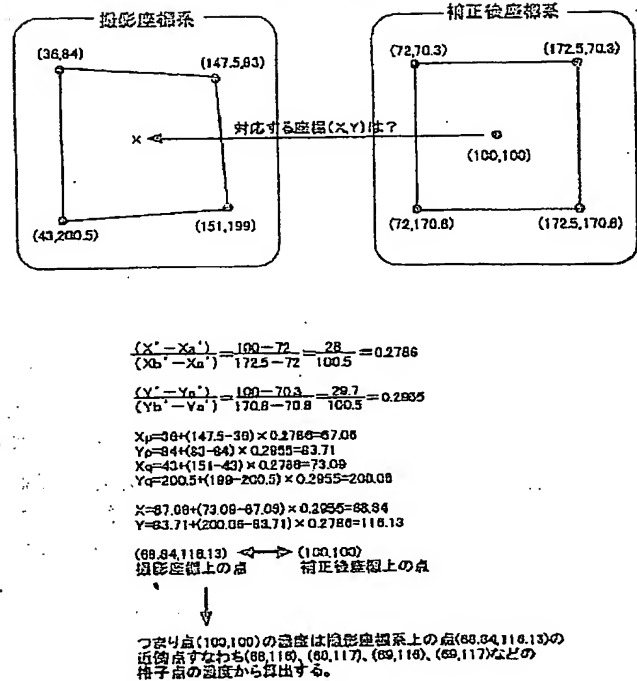 撮影座標系
補正後座標系
(36,84)
(147.5,83)
(72,70.3)
(172.5,70.3)
対応する座標(X,Y)は?
×
(100,100)
(43,200.5)
(151,199)
(72,170.8)
(172.5,170.8)
(X'-Xa')/(Xb'-Xa')=100-72/172.5-72=28/100.5=0.2786
(Y'-Ya')/(Yb'-Ya')=100-70.3/170.8-70.8=29.7/100.5=0.2955
Xp=36+(147.5-36)×0.2786=67.06
Yp=84+(83-84)×0.2955=83.71
Xq=43+(151-43)×0.2786=73.09
Yq=200.5+(199-200.5)×0.2955=200.06
X=67.06+(73.09-67.09)×0.2955=68.84
Y=83.71+(200.06-83.71)×0.2786=116.13
(68.84,116.13) ⟷ (100,100)
撮影座標上の点 補正後座標上の点
つまり点(100,100)の濃度は撮影座標系上の点(68.84,116.13)の
近傍点すなわち(68,116)、(68,117)、(69,116)、(69,117)などの
格子点の濃度から算出する。